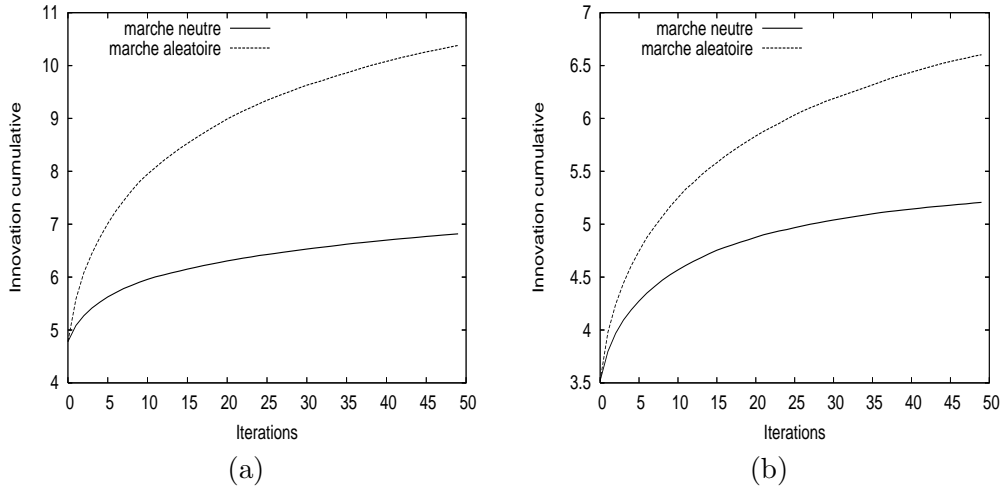 11
10
9
8
7
6
5
4
Innovation cumulative
marche neutre
marche aleatoire
0 5 10 15 20 25 30 35 40 45 50
Iterations
(a)
7
6.5
6
5.5
5
4.5
4
3.5
Innovation cumulative
marche neutre
marche aleatoire
0 5 10 15 20 25 30 35 40 45 50
Iterations
(b)